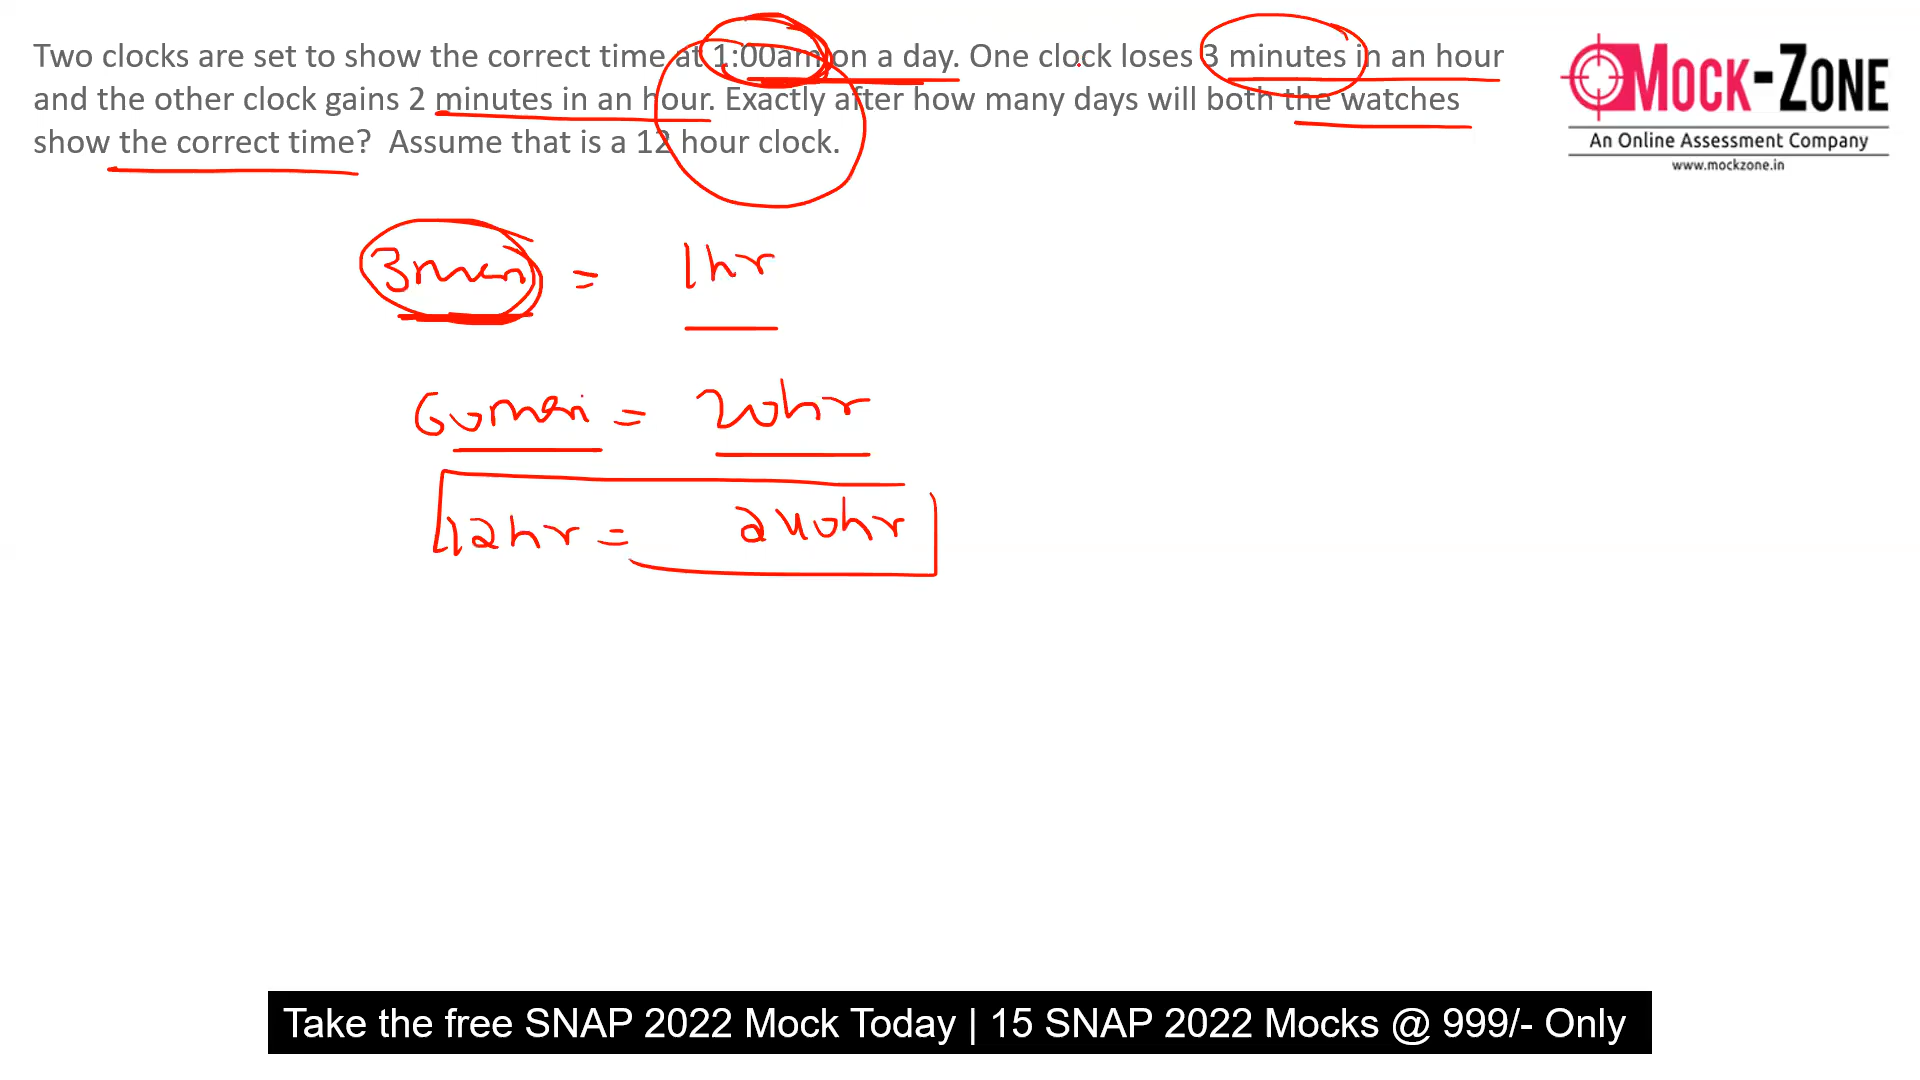 Two clocks are set to show the correct time at 1:00am on a day. One clock loses 3 minutes in an hour
and the other clock gains 2 minutes in an hour. Exactly after how many days will both the watches
show the correct time? Assume that is a 12 hour clock.
MOCK-ZONE
An Online Assessment Company
www.mockzone.in
3min = 1hr
60min = 20hr
12hr = 240hr
Take the free SNAP 2022 Mock Today | 15 SNAP 2022 Mocks @ 999/- Only